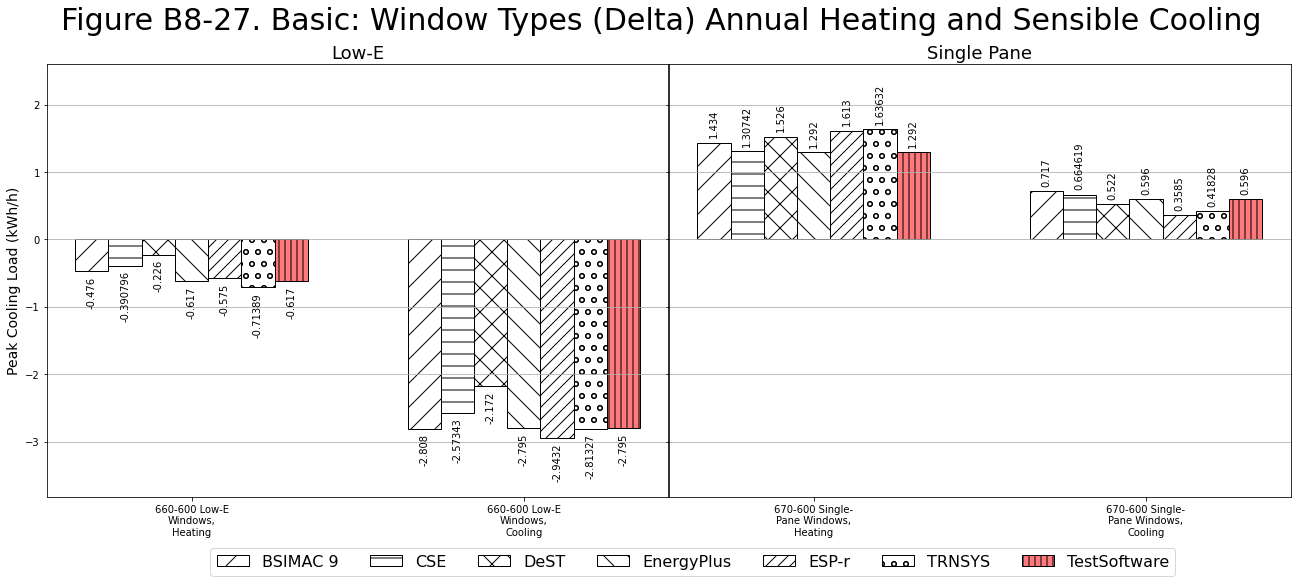 Figure B8-27. Basic: Window Types (Delta) Annual Heating and Sensible Cooling
Low-E
Single Pane
Peak Cooling Load (kWh/h)
2
1
0
−1
−2
−3
-0.476
-0.390796
-0.226
-0.617
-0.575
-0.71389
-0.617
-2.808
-2.57343
-2.172
-2.795
-2.9432
-2.81327
-2.795
1.434
1.30742
1.526
1.292
1.613
1.63632
1.292
0.717
0.664619
0.522
0.596
0.3585
0.41828
0.596
660-600 Low-E
Windows,
Heating
660-600 Low-E
Windows,
Cooling
670-600 Single-
Pane Windows,
Heating
670-600 Single-
Pane Windows,
Cooling
BSIMAC 9
CSE
DeST
EnergyPlus
ESP-r
TRNSYS
TestSoftware